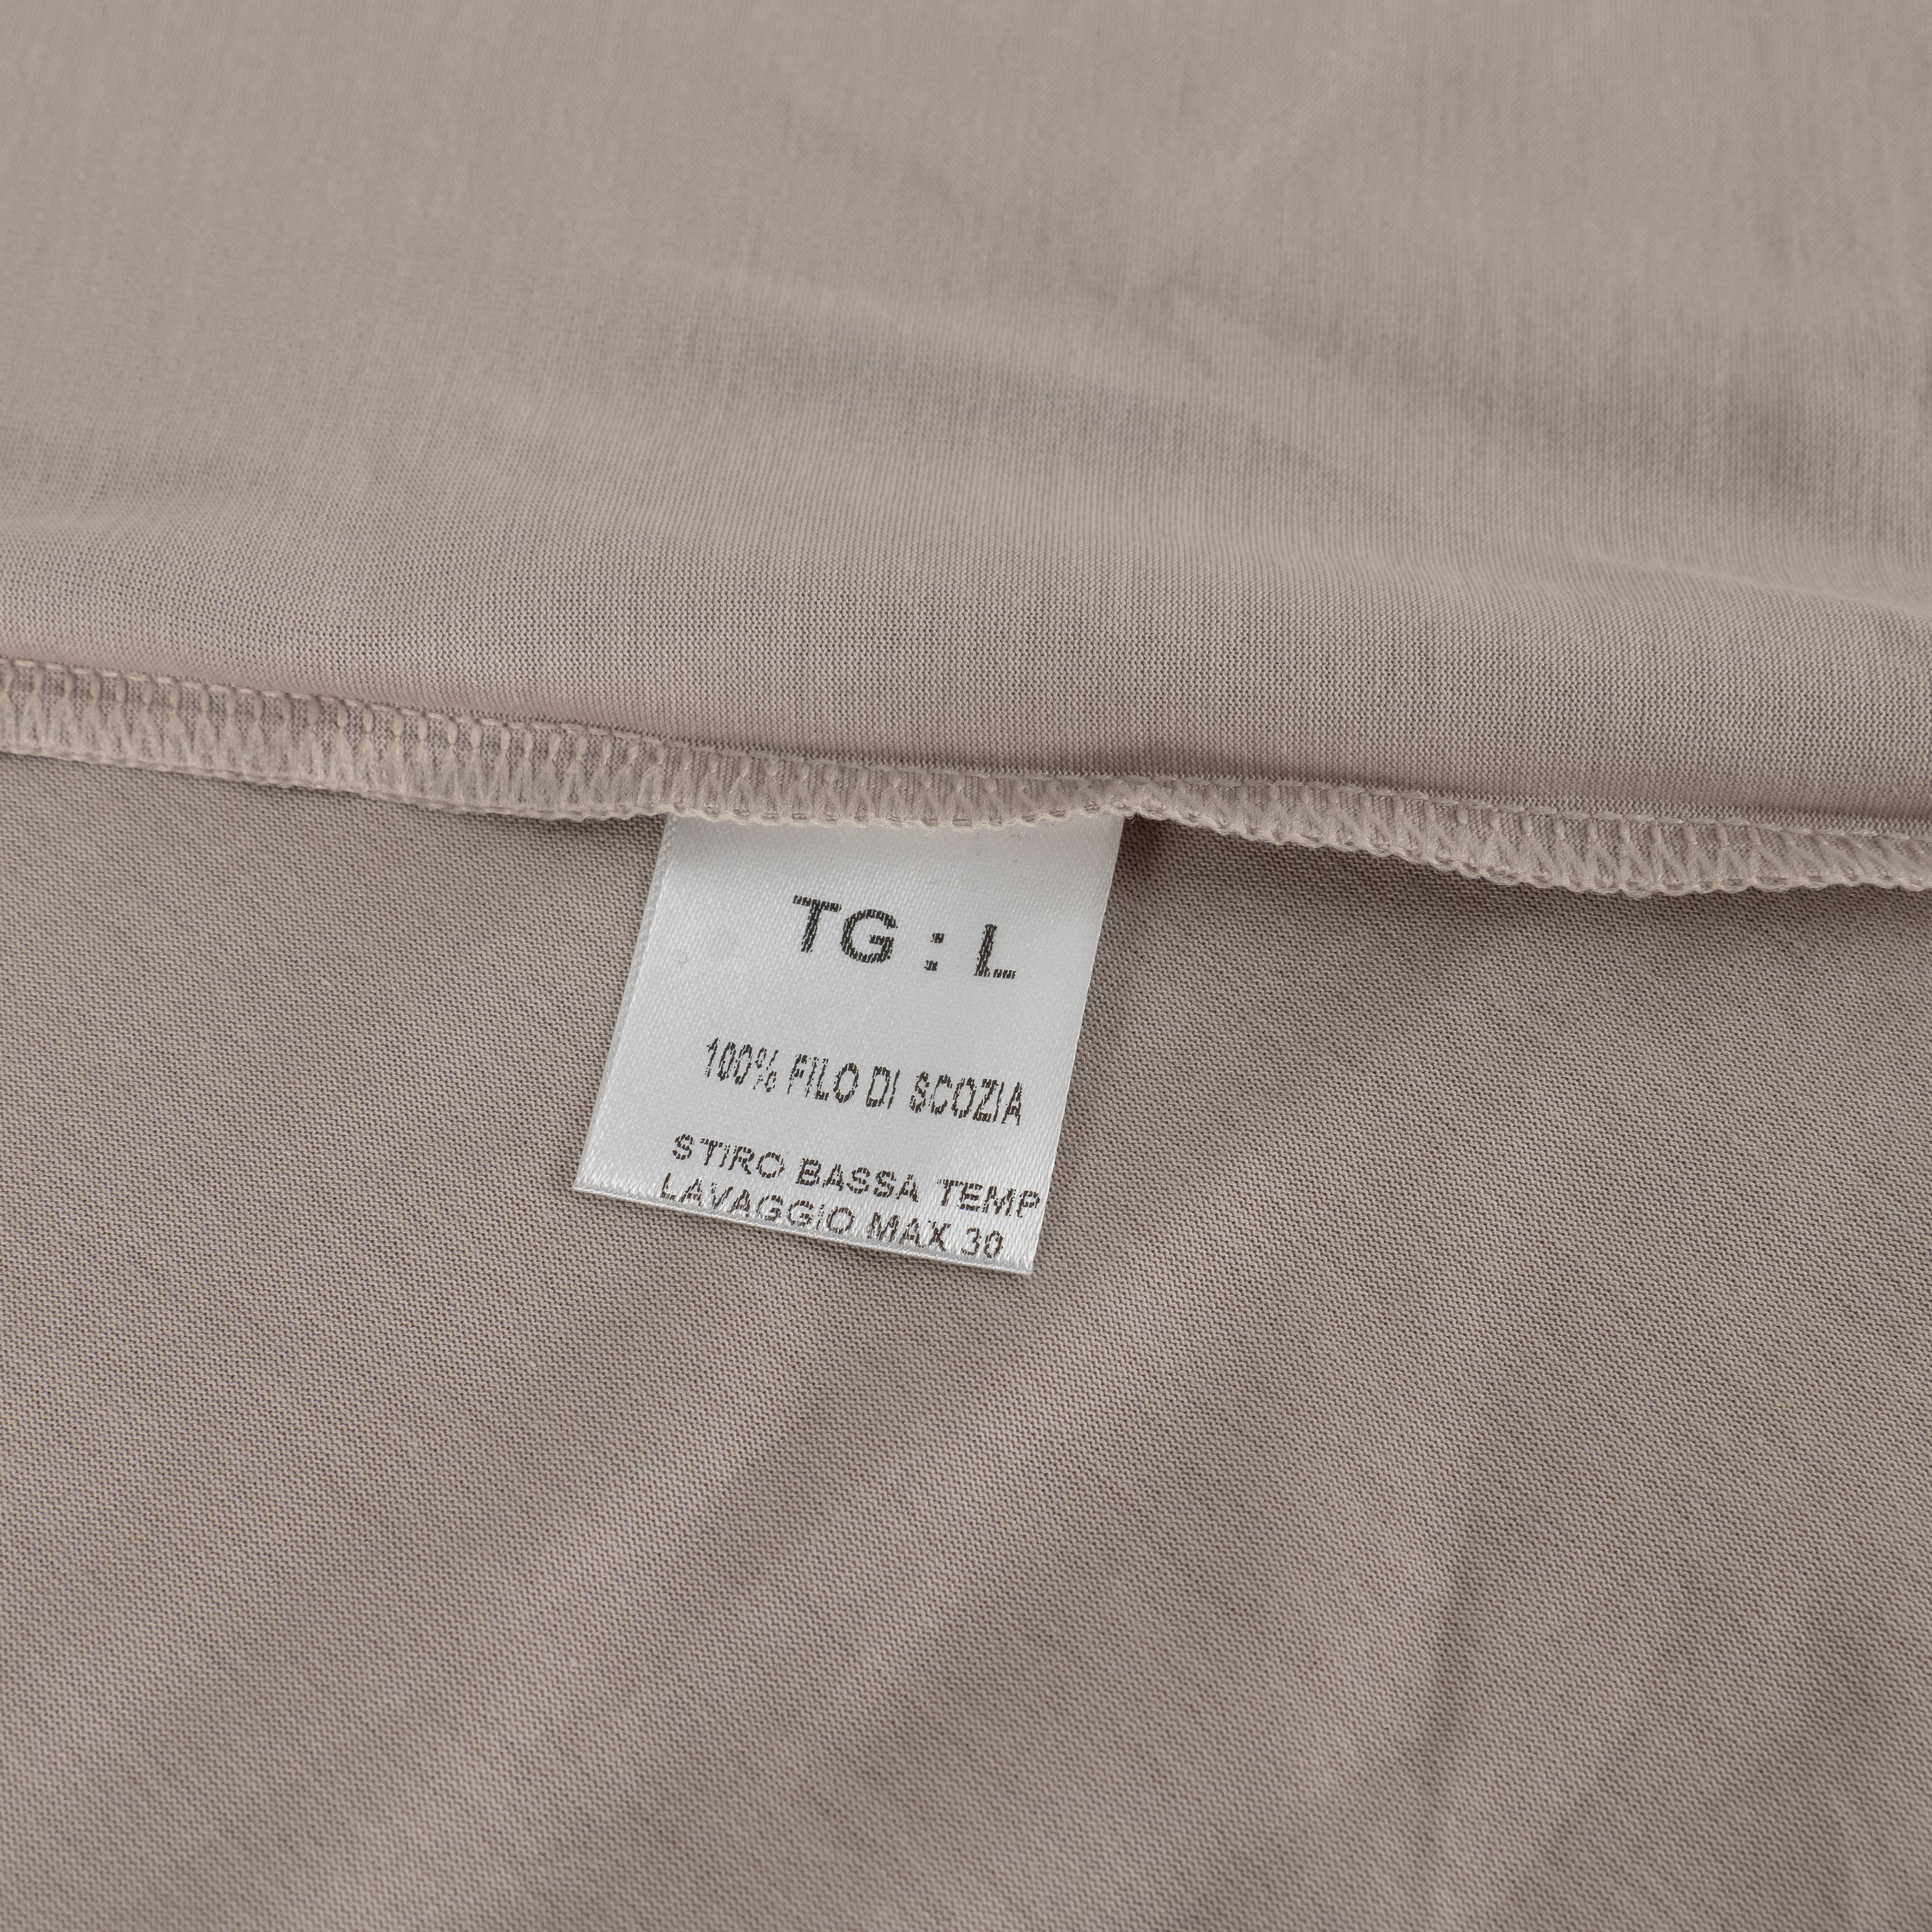 TG : L
100% FILO DI SCOZIA
STIRO BASSA TEMP
LAVAGGIO MAX 30